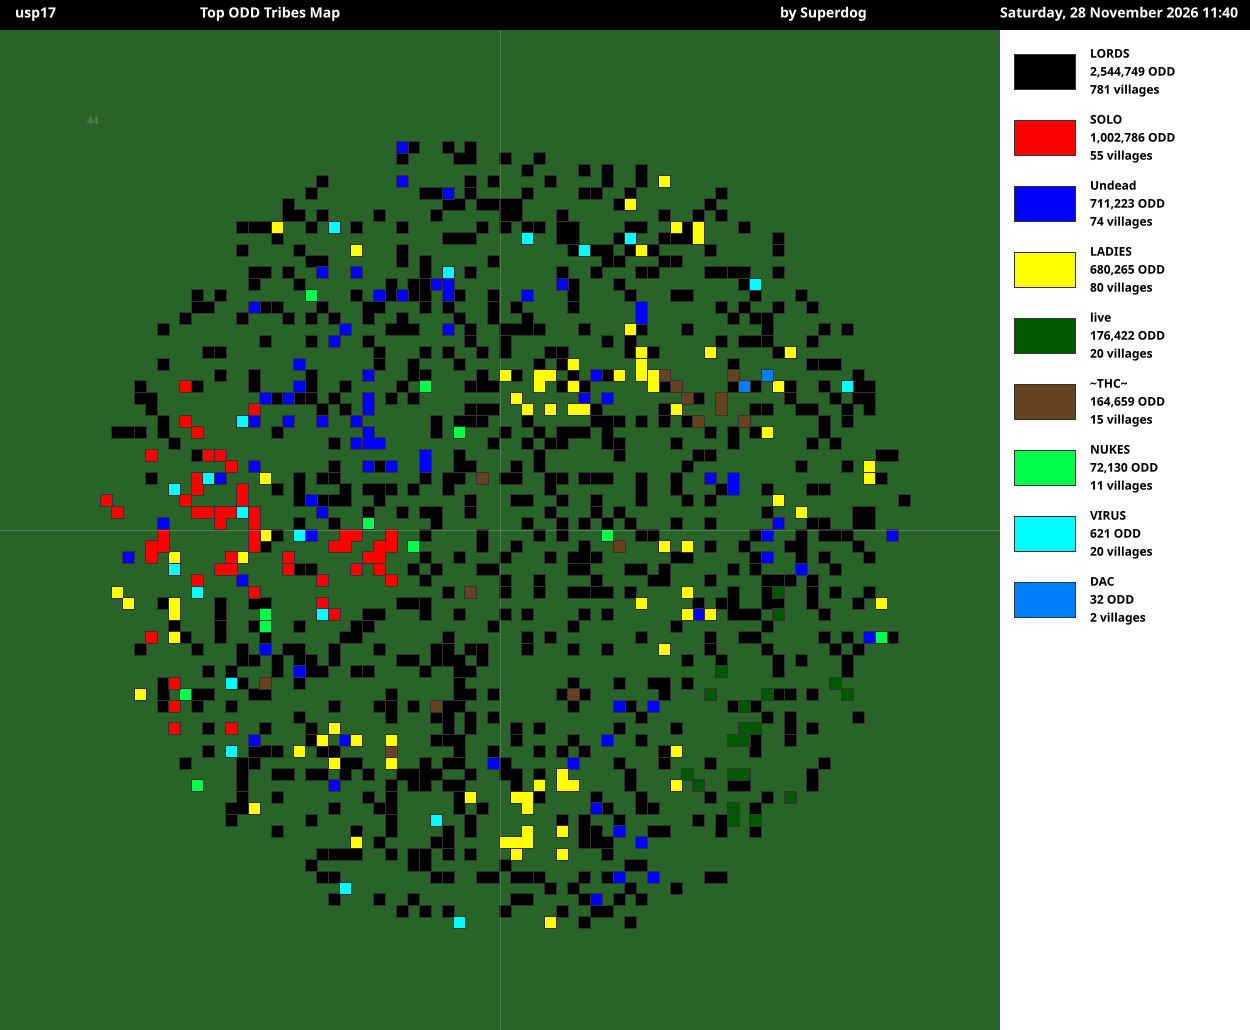 usp17
Top ODD Tribes Map
by Superdog
Saturday, 28 November 2026 11:40
44
LORDS
2,544,749 ODD
781 villages
SOLO
1,002,786 ODD
55 villages
Undead
711,223 ODD
74 villages
LADIES
680,265 ODD
80 villages
live
176,422 ODD
20 villages
~THC~
164,659 ODD
15 villages
NUKES
72,130 ODD
11 villages
VIRUS
621 ODD
20 villages
DAC
32 ODD
2 villages